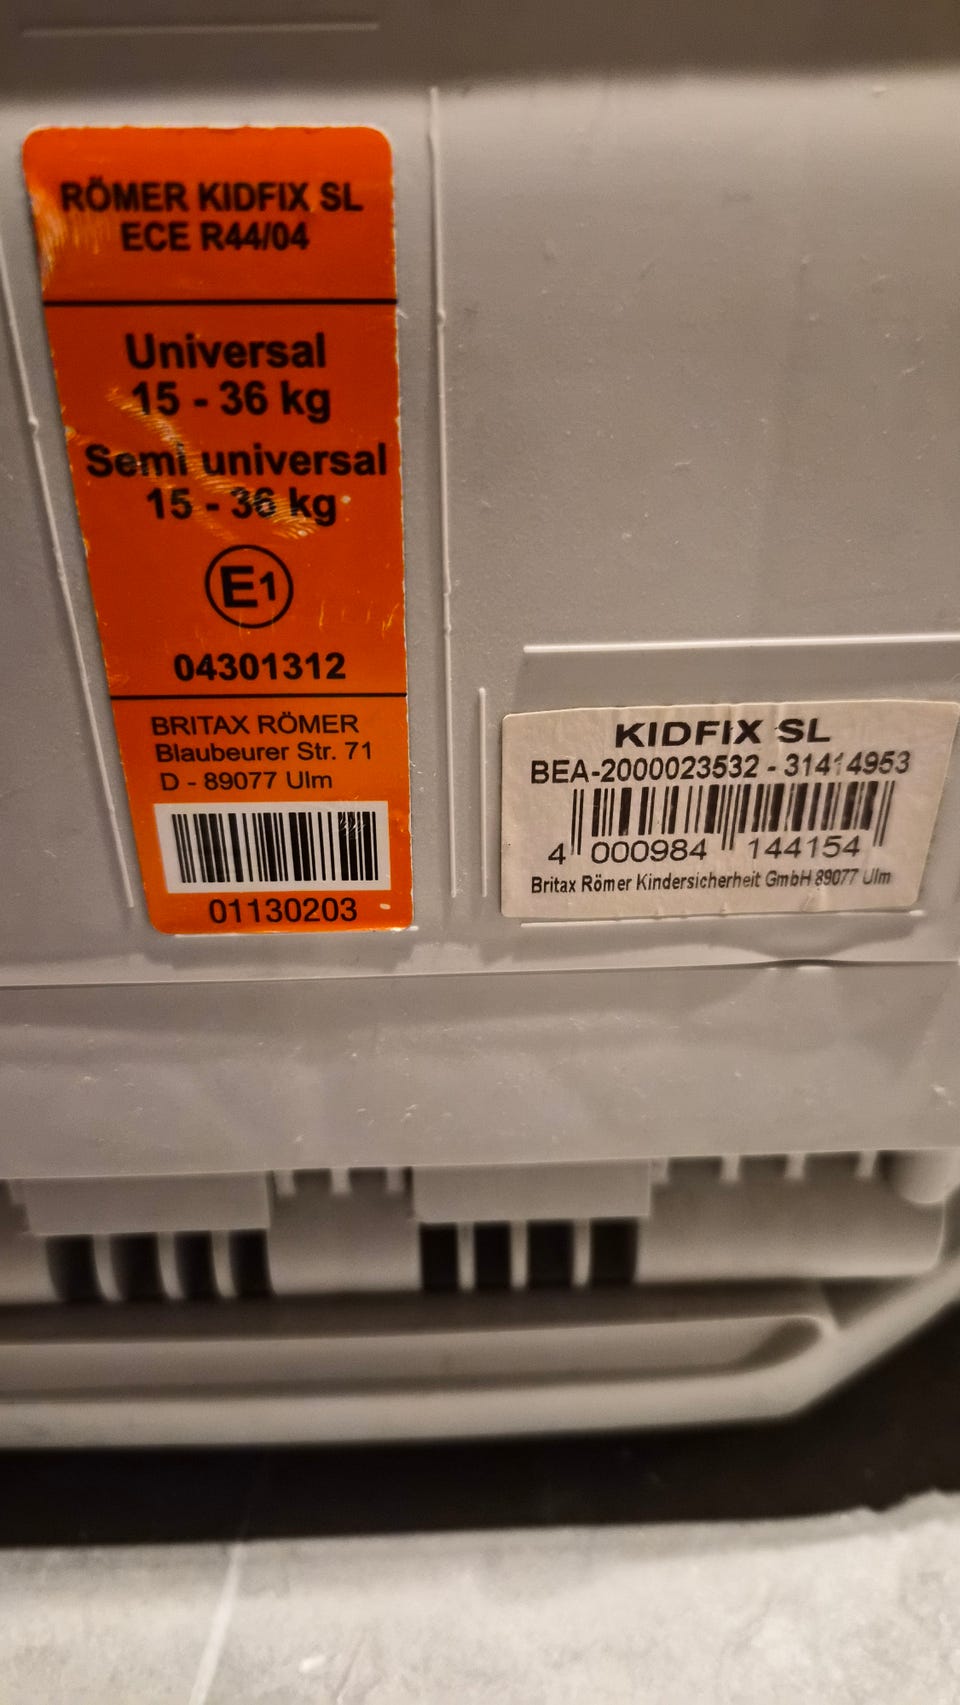 RÖMER KIDFIX SL
ECE R44/04
Universal
15 - 36 kg
Semi universal
15 - 36 kg
E1
04301312
BRITAX RÖMER
Blaubeurer Str. 71
D - 89077 Ulm
01130203
KIDFIX SL
BEA-2000023532 - 31414953
4 000984 144154
Britax Römer Kindersicherheit GmbH 89077 Ulm